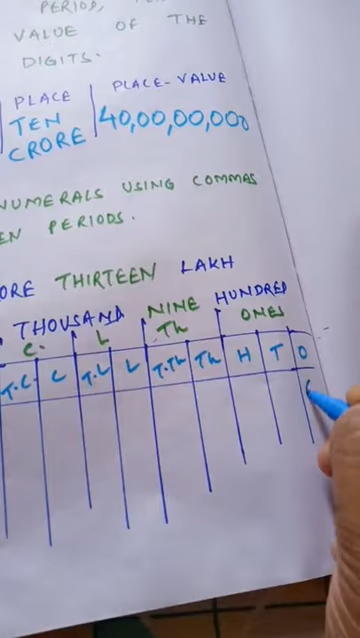 PERIOD,
VALUE OF THE
DIGITS.
PLACE PLACE-VALUE
TEN 40,00,00,000
CRORE
NUMERALS USING COMMAS
EN PERIODS.
ORE THIRTEEN LAKH
THOUSAND NINE HUNDRED
C. L Th ONES
T.C. C T.L L T.Th Th H T O